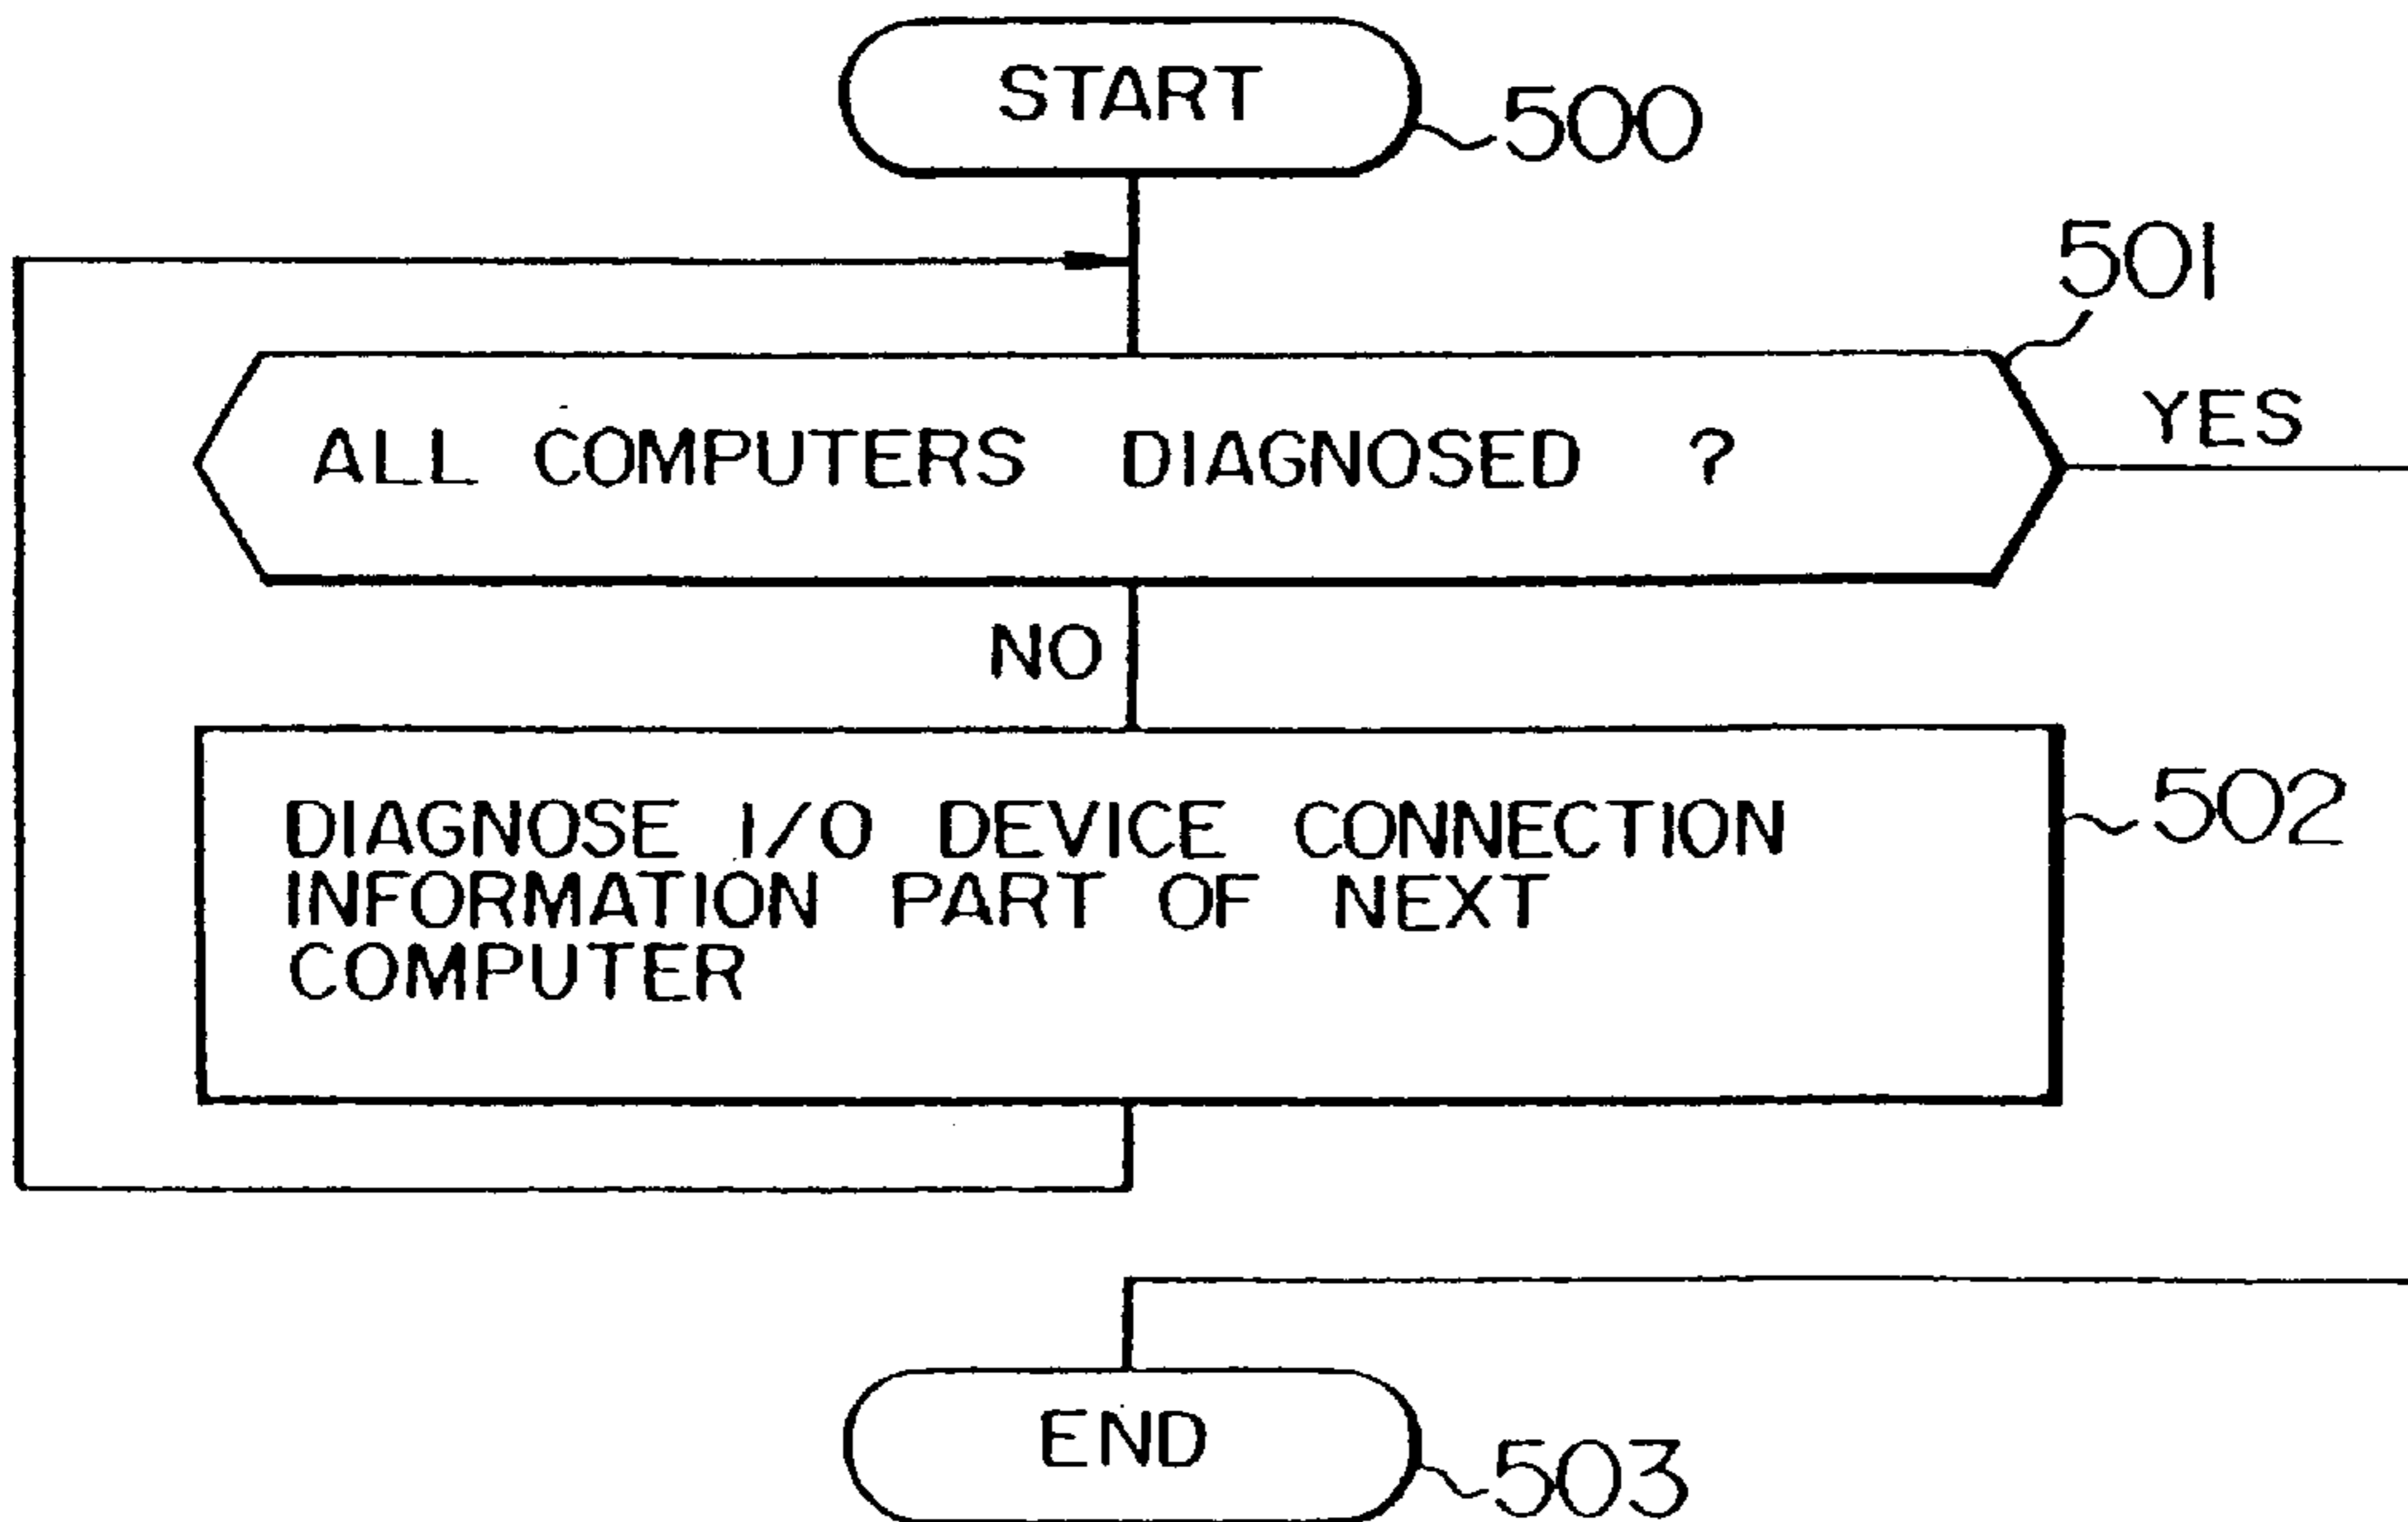 START
500
501
YES
ALL COMPUTERS DIAGNOSED ?
NO
DIAGNOSE I/O DEVICE CONNECTION
INFORMATION PART OF NEXT
COMPUTER
502
END
503